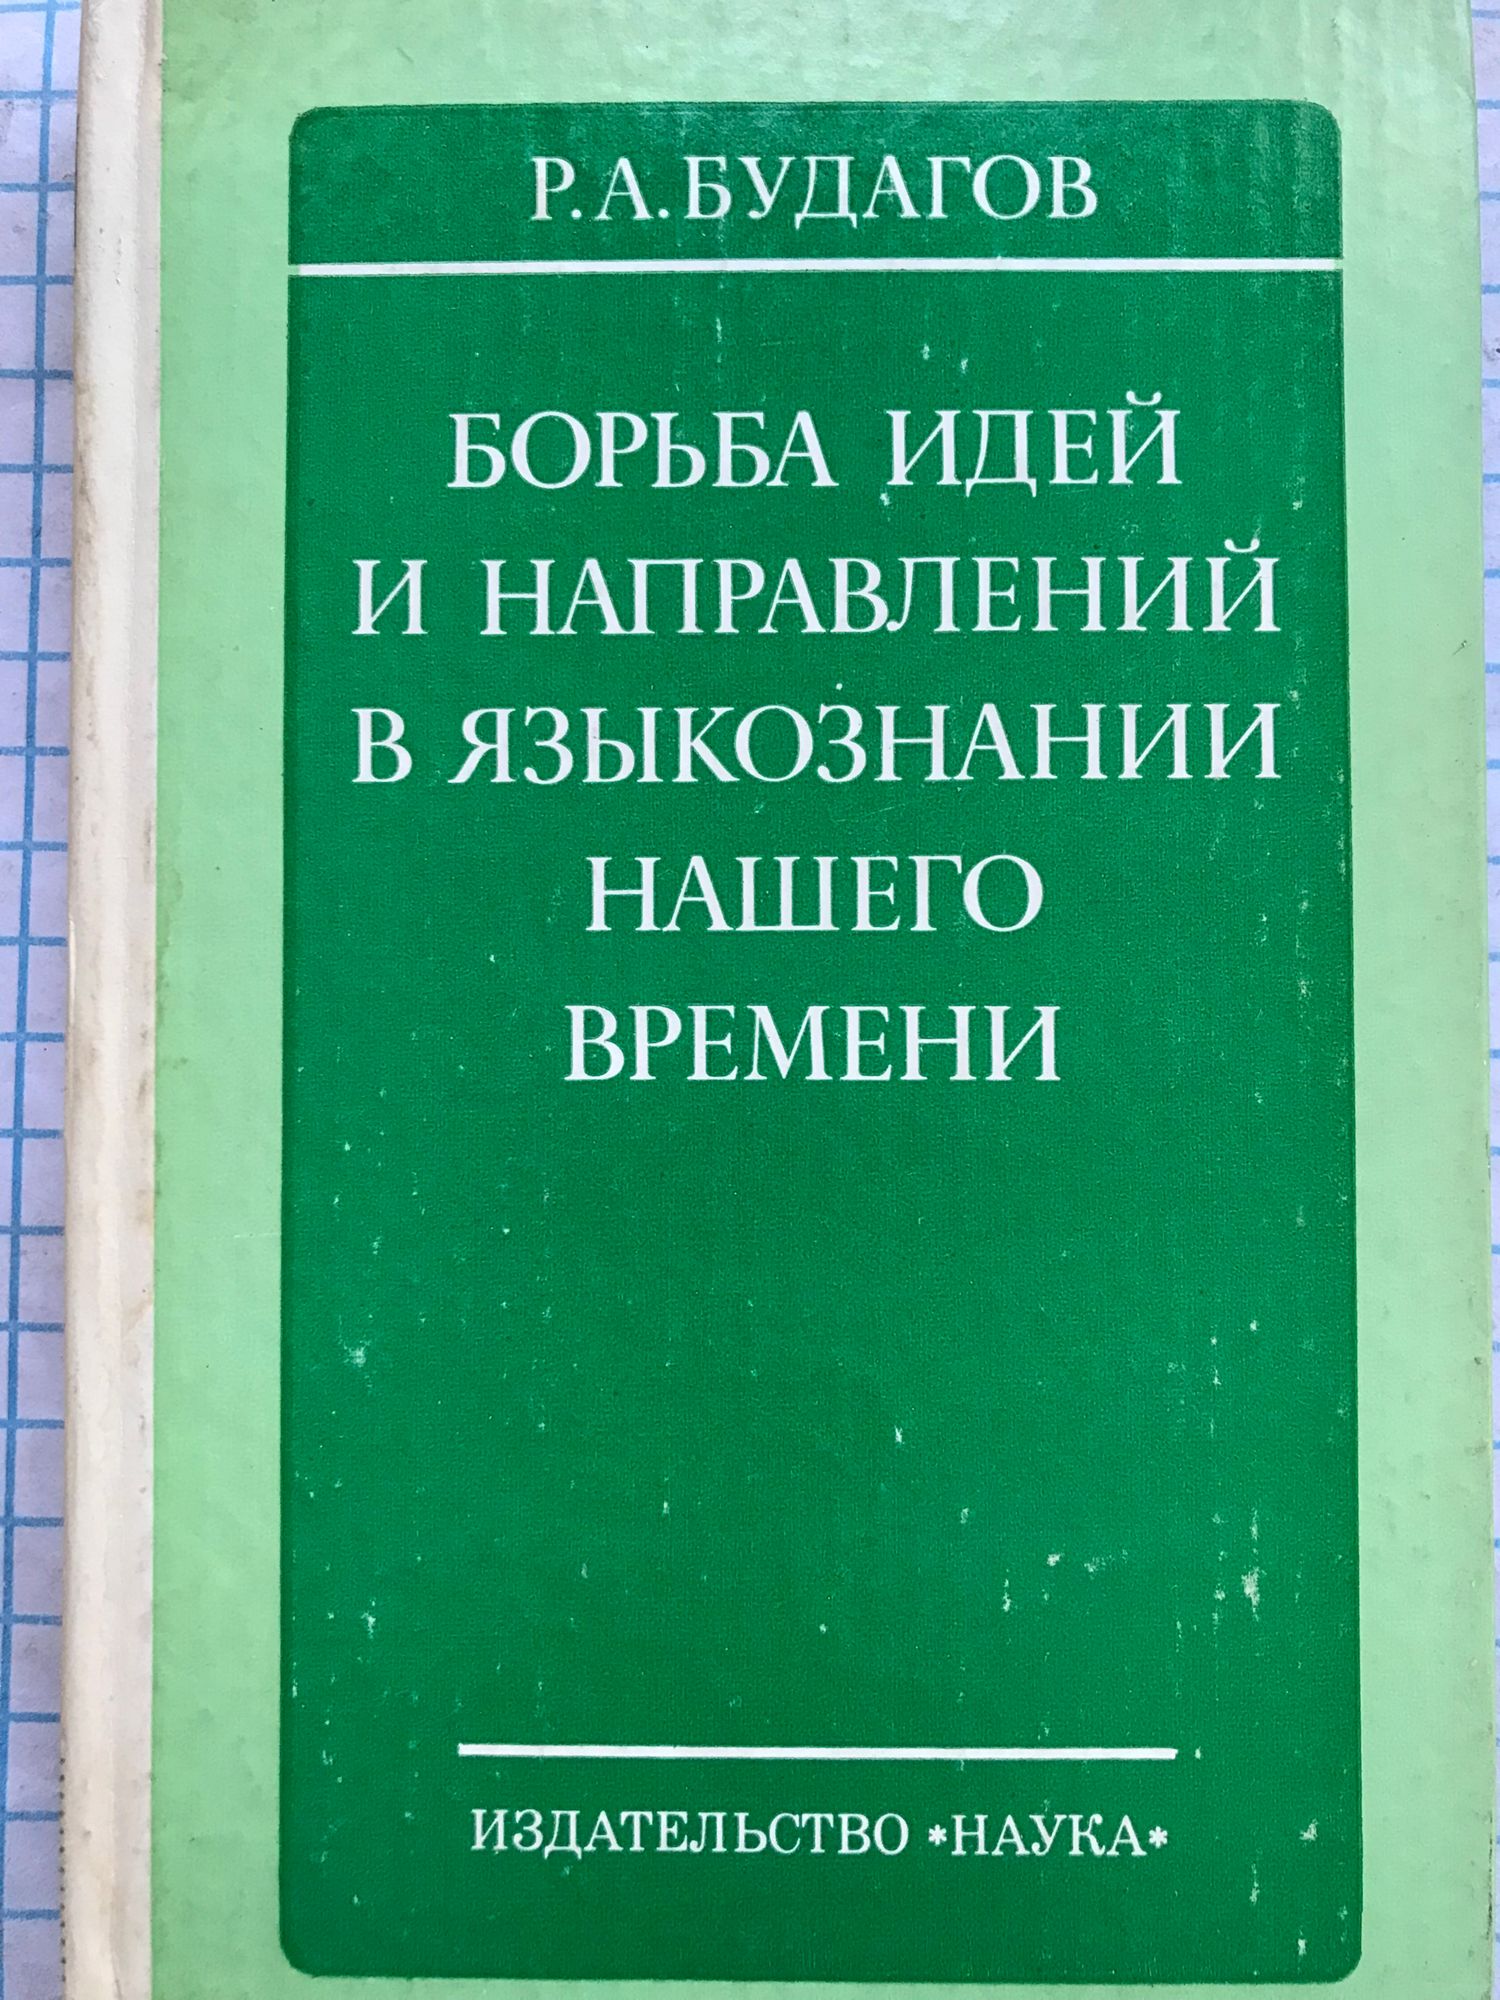 Р.А.БУДАГОВ
БОРЬБА ИДЕЙ
И НАПРАВЛЕНИЙ
В ЯЗЫКОЗНАНИИ
НАШЕГО
ВРЕМЕНИ
ИЗДАТЕЛЬСТВО *НАУКА*